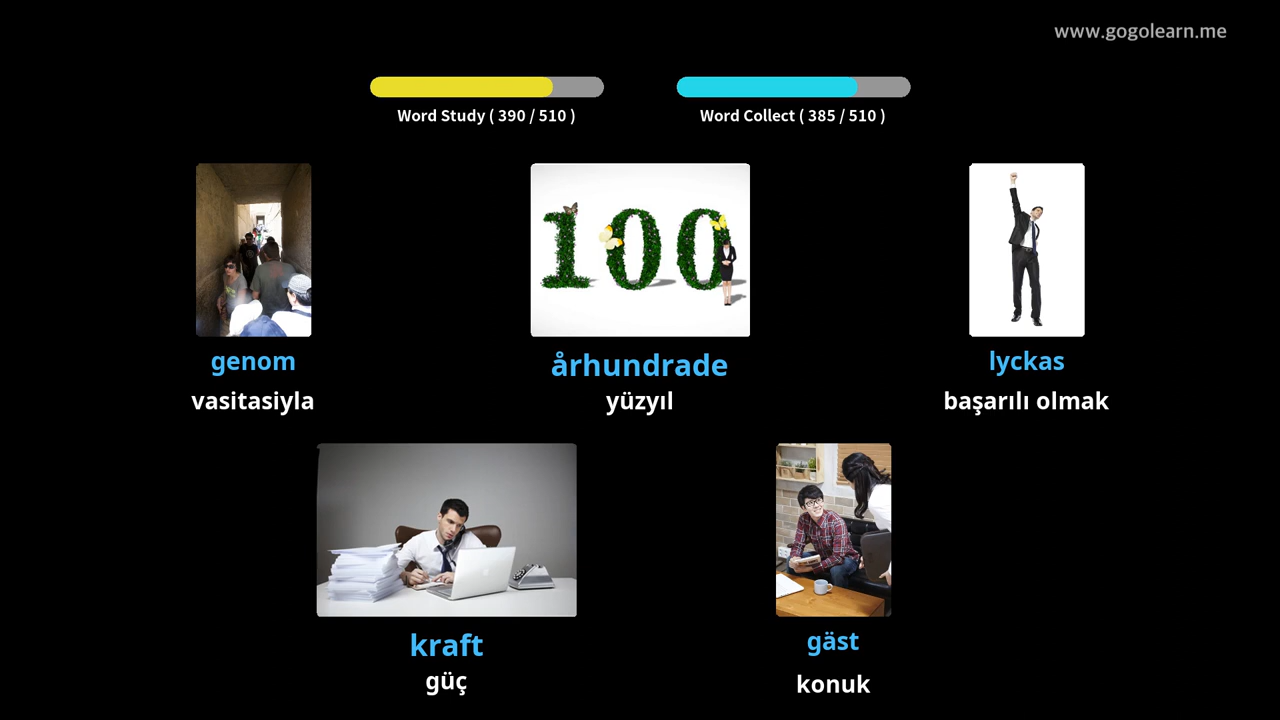 www.gogolearn.me
Word Study ( 390 / 510 )
Word Collect ( 385 / 510 )
100
genom
vasitasiyla
århundrade
yüzyıl
lyckas
başarılı olmak
kraft
güç
gäst
konuk